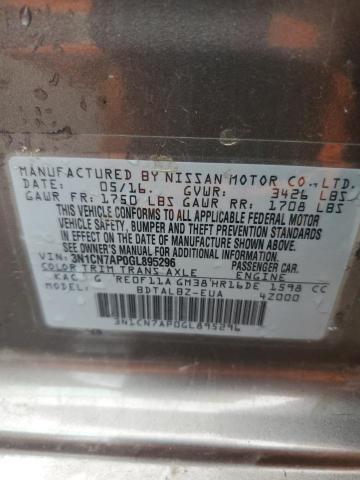 MANUFACTURED BY NISSAN MOTOR CO.,LTD.
DATE: 05/16. GVWR: 3426 LBS
GAWR FR: 1750 LBS GAWR RR: 1708 LBS
THIS VEHICLE CONFORMS TO ALL APPLICABLE FEDERAL MOTOR
VEHICLE SAFETY, BUMPER, AND THEFT PREVENTION STANDARDS
IN EFFECT ON THE DATE OF MANUFACTURE SHOWN ABOVE.
SEE OWNER'S MANUAL FOR ADDITIONAL INFORMATION
VIN: 3N1CN7AP0GL895296 PASSENGER CAR
COLOR TRIM TRANS AXLE ENGINE
KAC G RE0F11A GM38 HR16DE 1598 CC
MODEL: BDTALBZ-EUA 4Z000
3N1CN7AP0GL895296